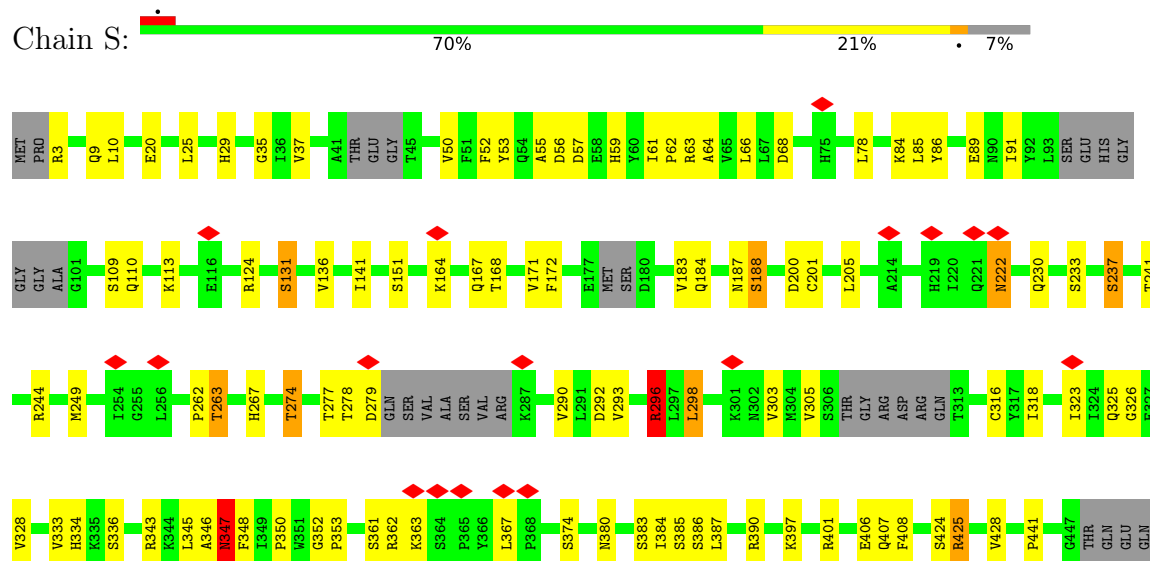 Chain S:
•
70% 21% • 7%
MET PRO R3 Q9 L10 E20 L25 H29 G35 I36 V37 A41 THR GLU GLY T45 V50 F51 F52 Y53 Q54 A55 D56 D57 E58 H59 Y60 I61 P62 R63 A64 V65 L66 L67 D68 H75 L78 K84 L85 Y86 E89 N90 I91 Y92 L93 SER GLU HIS GLY
GLY GLY ALA G101 S109 Q110 K113 E116 R124 S131 V136 I141 S151 K164 Q167 T168 V171 F172 E177 MET SER D180 V183 Q184 N187 S188 D200 C201 L205 A214 H219 I220 Q221 N222 Q230 S233 S237 T241
R244 M249 I254 G255 L256 P262 T263 H267 T274 T277 T278 D279 GLN SER VAL ALA SER VAL ARG K287 V290 L291 D292 V293 R296 L297 L298 K301 N302 V303 M304 V305 S306 THR GLY ARG ASP ARG GLN T313 C316 Y317 I318 I323 I324 Q325 G326 E327
V328 V333 H334 K335 S336 R343 K344 L345 A346 N347 F348 I349 P350 W351 G352 P353 S361 R362 K363 S364 P365 Y366 L367 P368 S374 N380 S383 I384 S385 S386 L387 R390 K397 R401 E406 Q407 F408 S424 R425 V428 P441 G447 THR GLN GLU GLN